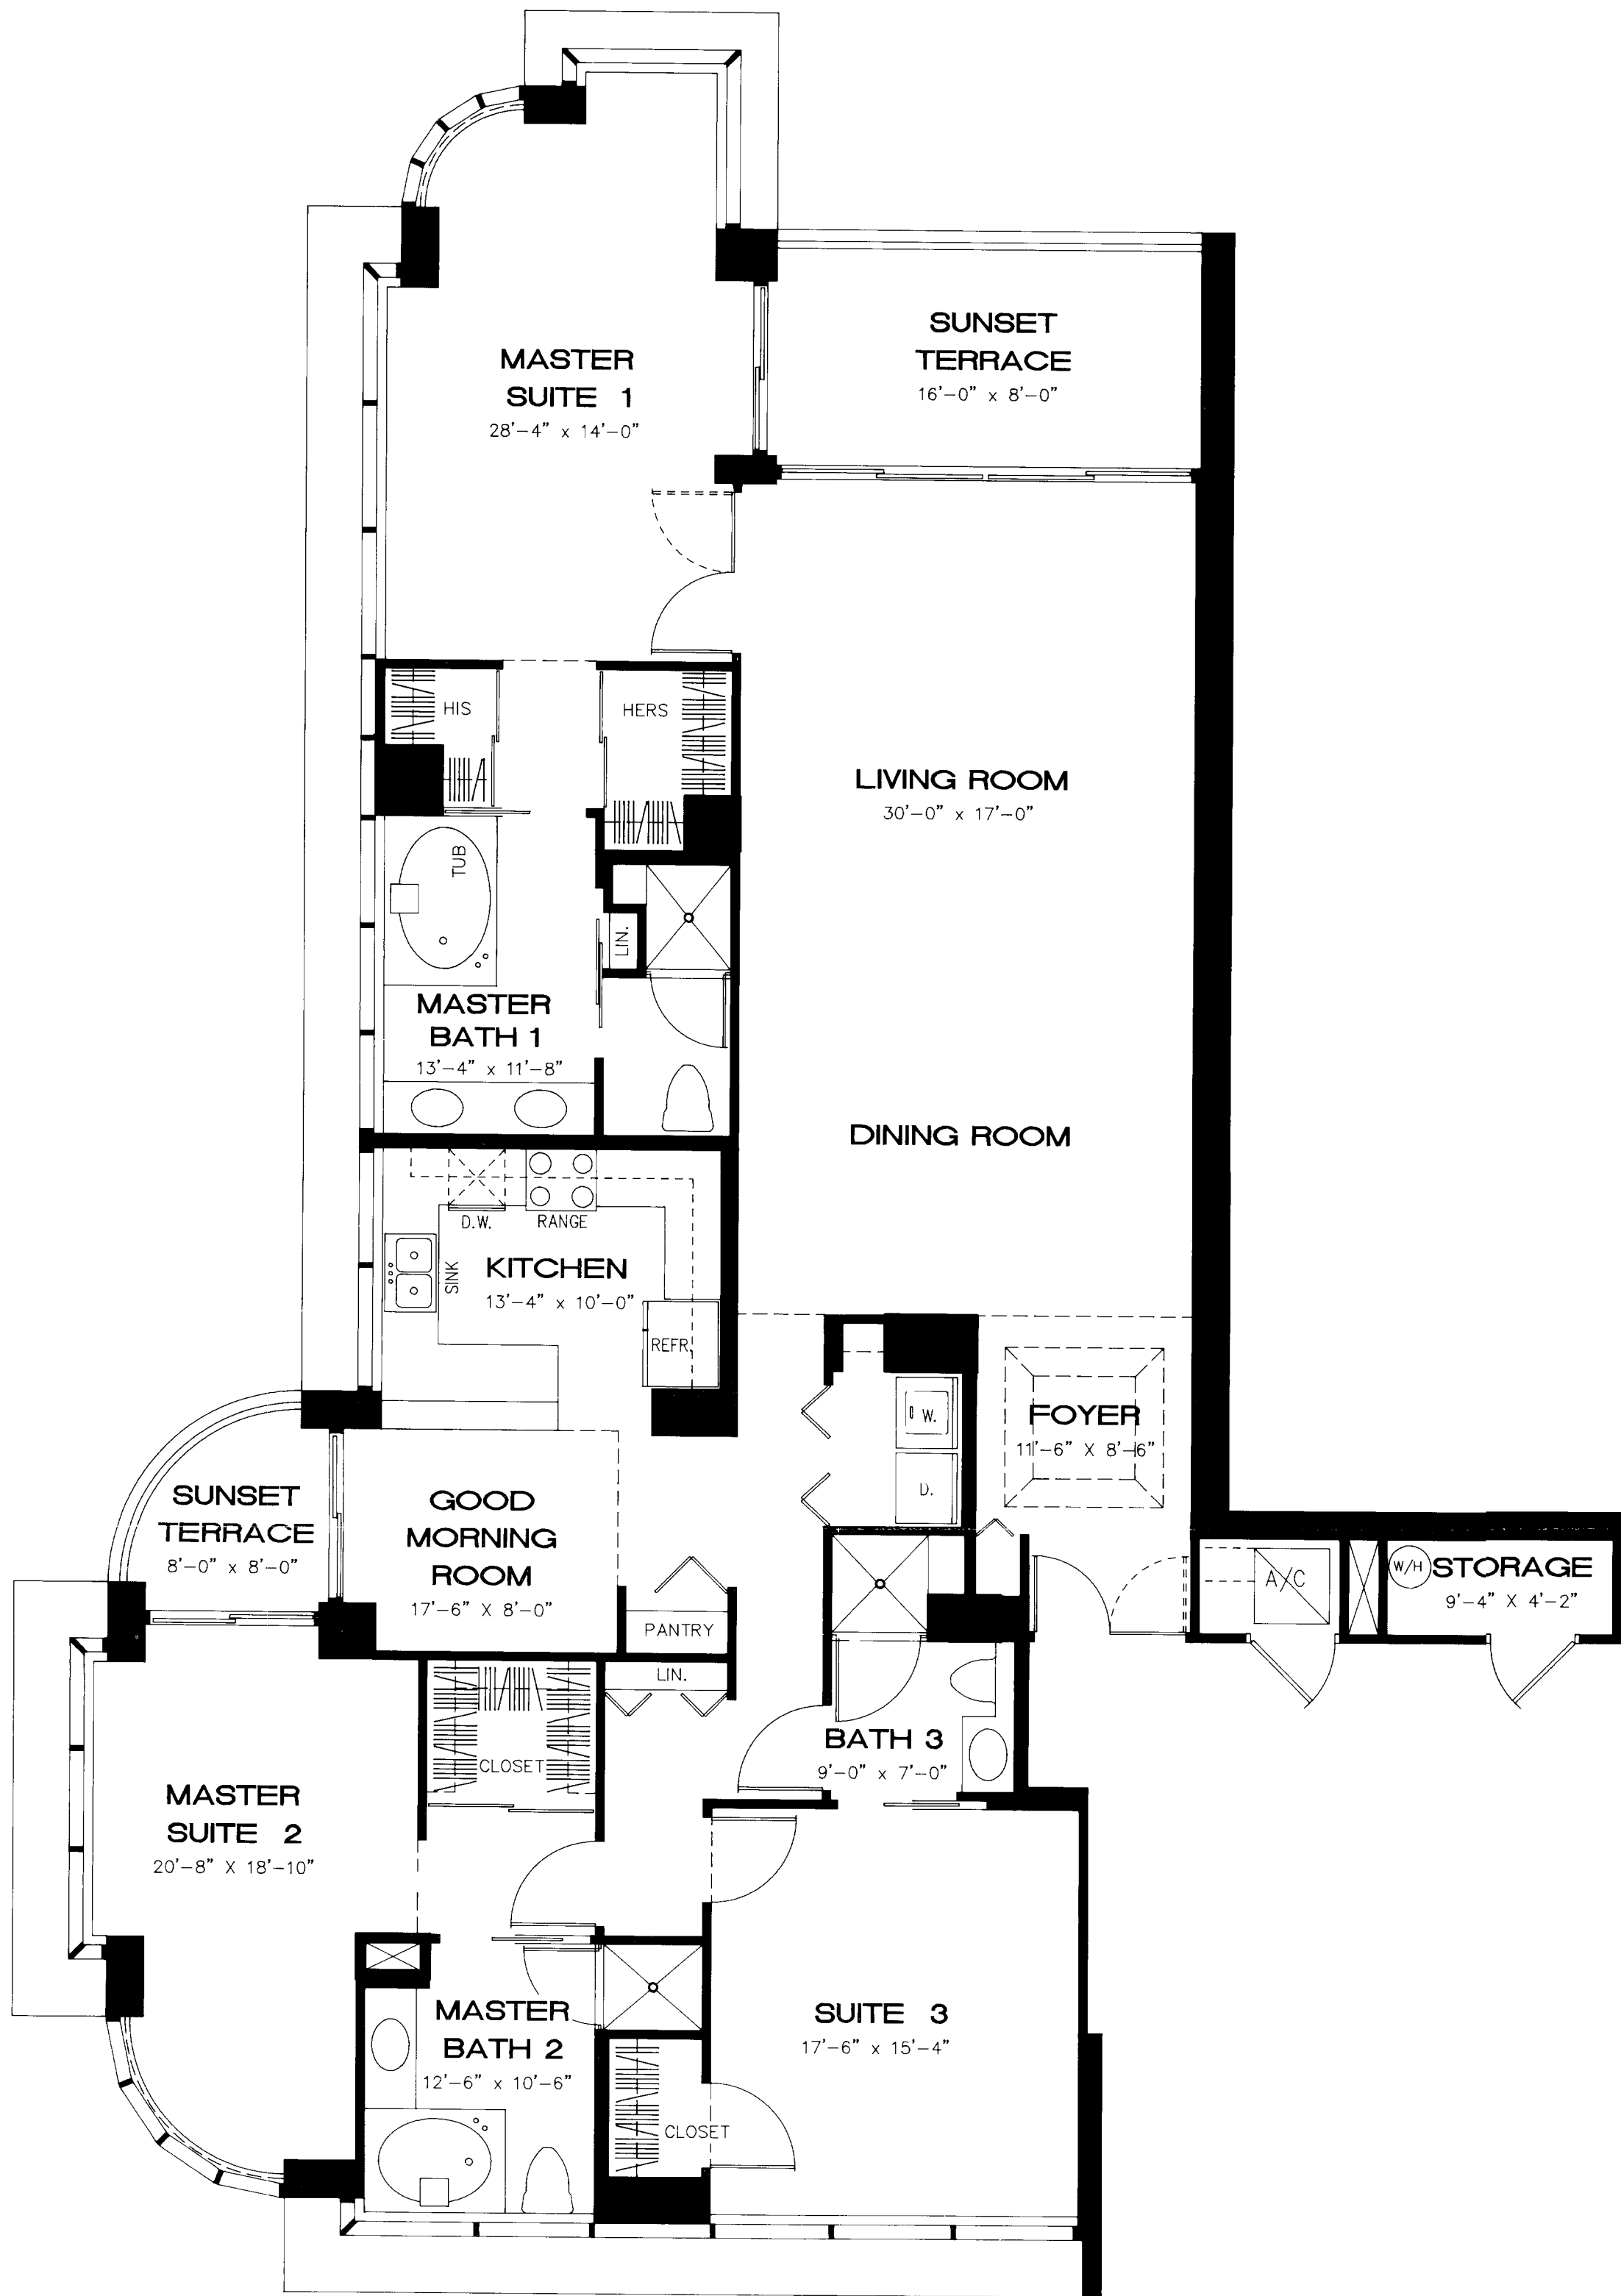 SUNSET
TERRACE
16'-0" x 8'-0"
MASTER
SUITE 1
28'-4" x 14'-0"
HIS
HERS
LIVING ROOM
30'-0" x 17'-0"
TUB
LIN.
MASTER
BATH 1
13'-4" x 11'-8"
DINING ROOM
D.W.
RANGE
SINK
KITCHEN
13'-4" x 10'-0"
REFR.
W.
D.
FOYER
11'-6" X 8'-6"
SUNSET
TERRACE
8'-0" x 8'-0"
GOOD
MORNING
ROOM
17'-6" X 8'-0"
PANTRY
A/C
W/H
STORAGE
9'-4" X 4'-2"
LIN.
CLOSET
BATH 3
9'-0" x 7'-0"
MASTER
SUITE 2
20'-8" X 18'-10"
MASTER
BATH 2
12'-6" x 10'-6"
SUITE 3
17'-6" x 15'-4"
CLOSET